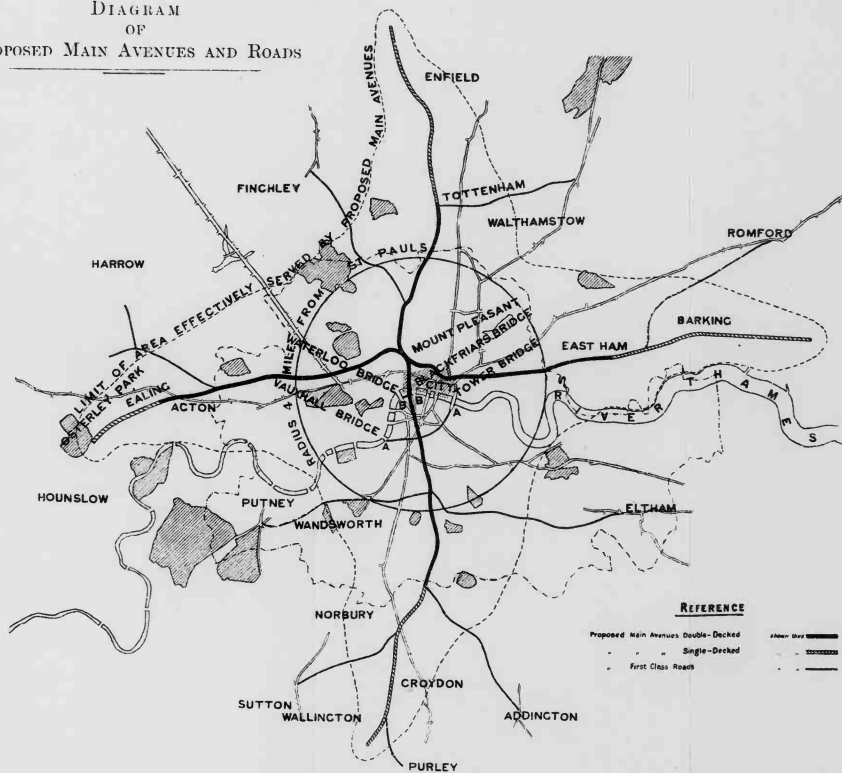 DIAGRAM
OF
OPOSED MAIN AVENUES AND ROADS
ENFIELD
TOTTENHAM
WALTHAMSTOW
FINCHLEY
ROMFORD
HARROW
LIMIT OF AREA EFFECTIVELY SERVED BY PROPOSED MAIN AVENUES
RADIUS 4 MILES FROM ST PAULS
MOUNT PLEASANT
BLACKFRIARS BRIDGE
WATERLOO BRIDGE
TOWER BRIDGE
CITY
EAST HAM
BARKING
OSTERLEY PARK
EALING
ACTON
VAUXHALL BRIDGE
B
B
A
A
RIVER THAMES
HOUNSLOW
PUTNEY
WANDSWORTH
ELTHAM
NORBURY
CROYDON
SUTTON
WALLINGTON
ADDINGTON
PURLEY
REFERENCE
Proposed Main Avenues Double-Decked shewn thus
" " " Single-Decked " "
" First Class Roads " "